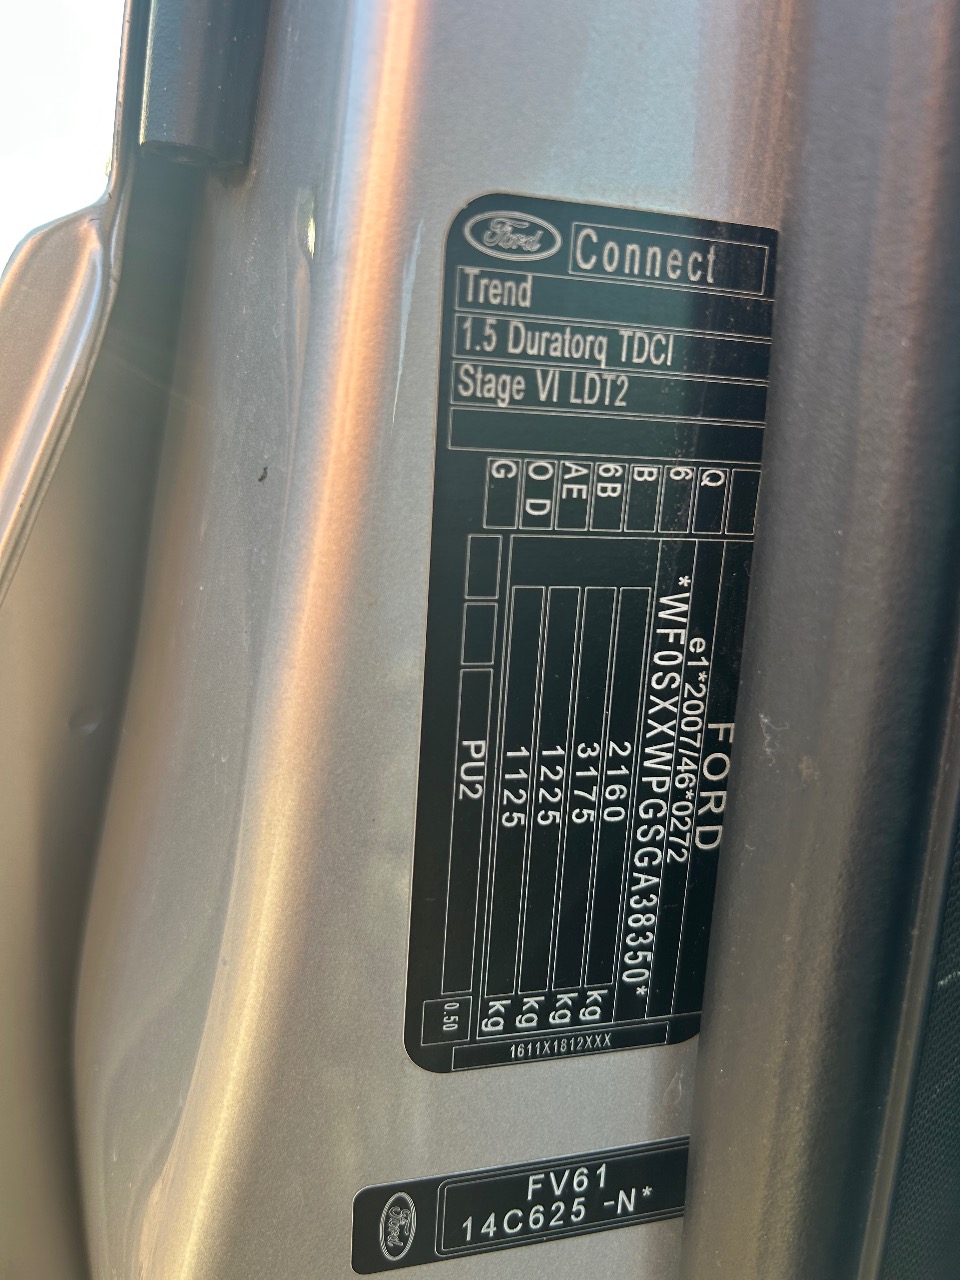 Ford
Connect
Trend
1.5 Duratorq TDCI
Stage VI LDT2
Q
6
B
6B
AE
O D
G
FORD
e1*2007/46*0272
*WF0SXXWPGSGA38350*
2160 kg
3175 kg
1225 kg
1125 kg
PU2
0.50
1611X1812XXX
Ford
FV61
14C625 -N*